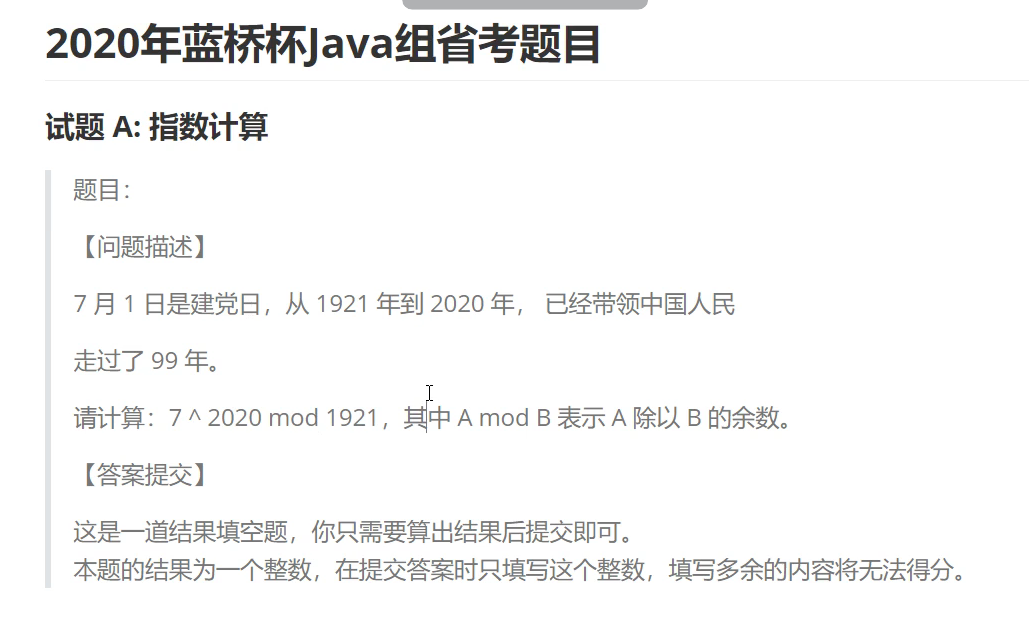 2020年蓝桥杯Java组省考题目
试题 A: 指数计算
题目：
【问题描述】
7 月 1 日是建党日，从 1921 年到 2020 年， 已经带领中国人民
走过了 99 年。
请计算：7 ^ 2020 mod 1921，其中 A mod B 表示 A 除以 B 的余数。
【答案提交】
这是一道结果填空题，你只需要算出结果后提交即可。
本题的结果为一个整数，在提交答案时只填写这个整数，填写多余的内容将无法得分。